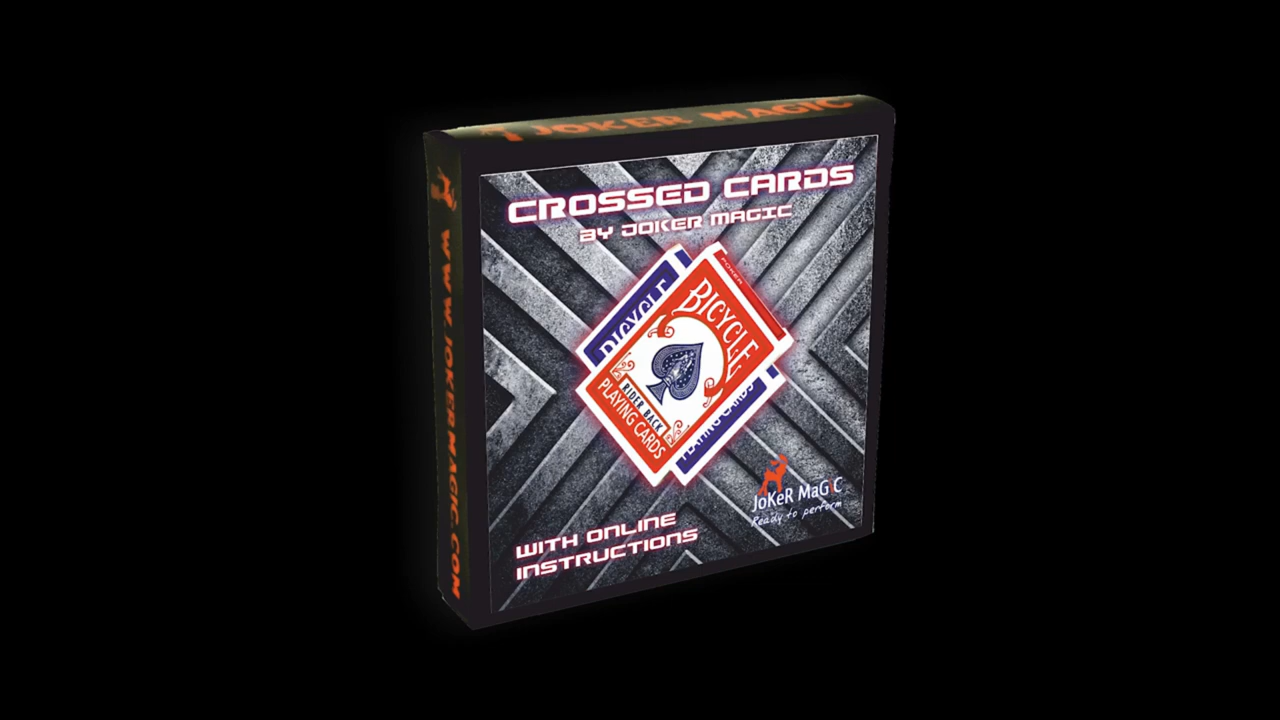 JOKER MAGIC
WWW.JOKERMAGIC.COM
CROSSED CARDS
BY JOKER MAGIC
POKER
BICYCLE
BICYCLE
RIDER BACK
PLAYING CARDS
PLAYING CARDS
JoKeR MaGiC
Ready to perform
WITH ONLINE
INSTRUCTIONS